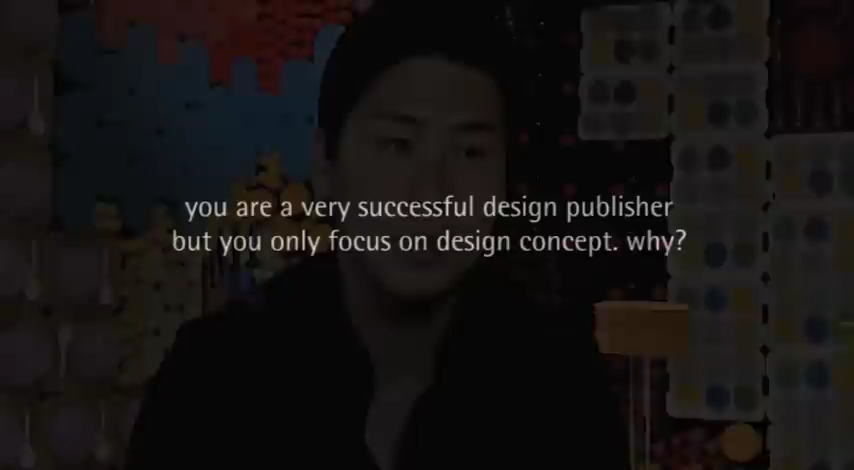 you are a very successful design publisher
but you only focus on design concept. why?